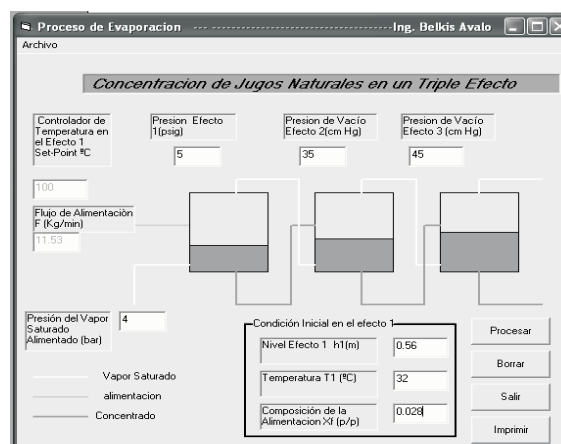 Proceso de Evaporacion --- ---------------------------------------Ing. Belkis Avalo
Archivo
Concentracion de Jugos Naturales en un Triple Efecto
Controlador de
Temperatura en
el Efecto 1
Set-Point ºC
Presion Efecto
1(psig)
Presion de Vacío
Efecto 2(cm Hg)
Presion de Vacío
Efecto 3 (cm Hg)
5
35
45
100
Flujo de Alimentaciòn
F (Kg/min)
11.53
Presión del Vapor
Saturado
Alimentado (bar)
4
Vapor Saturado
alimentacion
Concentrado
Condición Inicial en el efecto 1
Nivel Efecto 1 h1(m)
0.56
Temperatura T1 (ºC)
32
Composición de la
Alimentacion Xf (p/p)
0.028
Procesar
Borrar
Salir
Imprimir